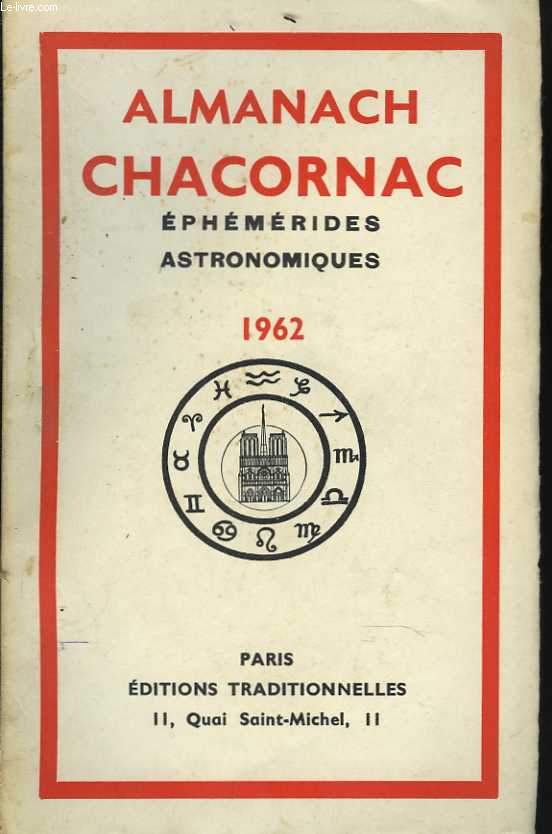 Le-Livre.com
ALMANACH
CHACORNAC
ÉPHÉMÉRIDES
ASTRONOMIQUES
1962
PARIS
ÉDITIONS TRADITIONNELLES
11, Quai Saint-Michel, 11